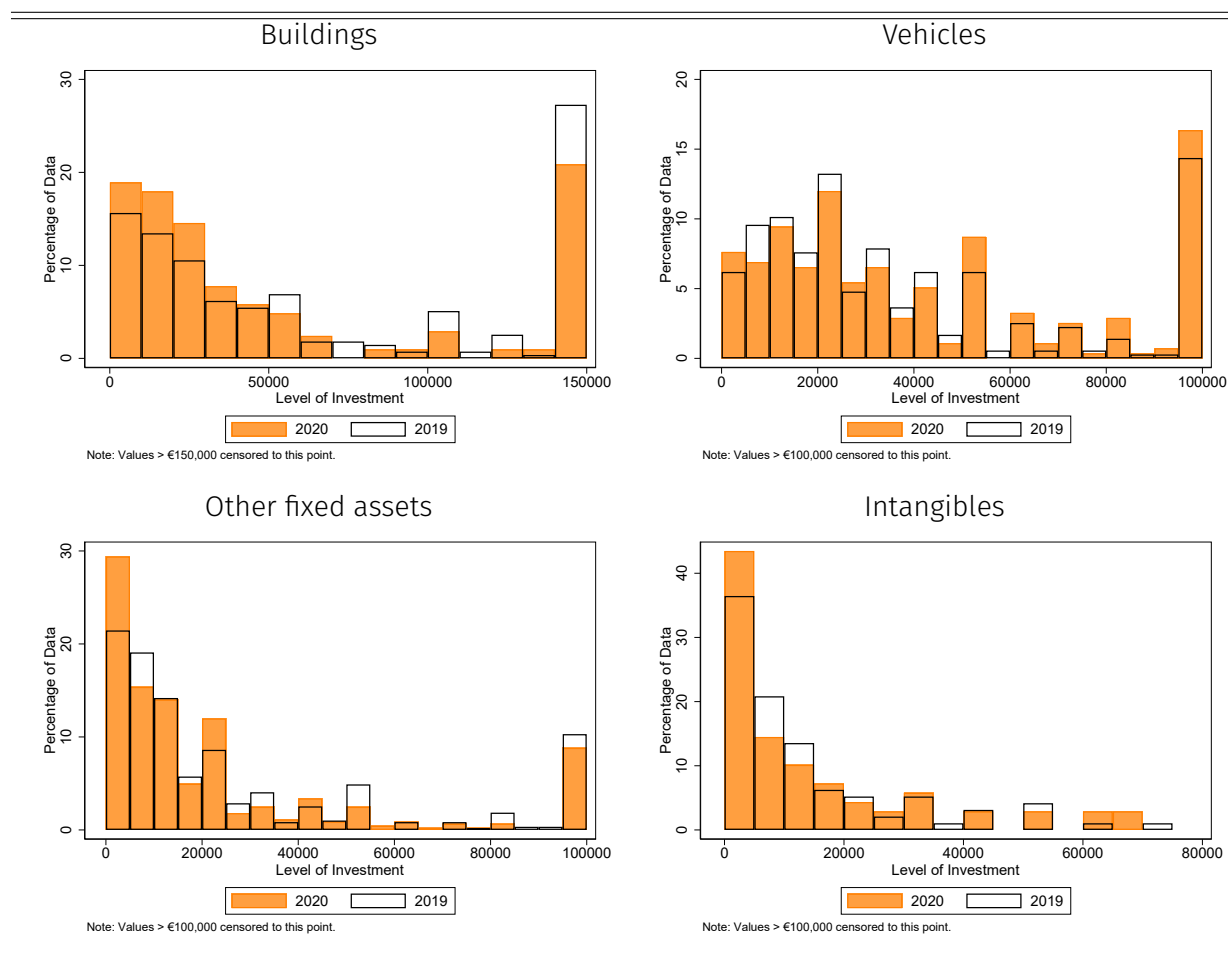 Buildings
Percentage of Data
0 10 20 30
0 50000 100000 150000
Level of Investment
2020 2019
Note: Values > €150,000 censored to this point.
Vehicles
Percentage of Data
0 5 10 15 20
0 20000 40000 60000 80000 100000
Level of Investment
2020 2019
Note: Values > €100,000 censored to this point.
Other fixed assets
Percentage of Data
0 10 20 30
0 20000 40000 60000 80000 100000
Level of Investment
2020 2019
Note: Values > €100,000 censored to this point.
Intangibles
Percentage of Data
0 10 20 30 40
0 20000 40000 60000 80000
Level of Investment
2020 2019
Note: Values > €100,000 censored to this point.